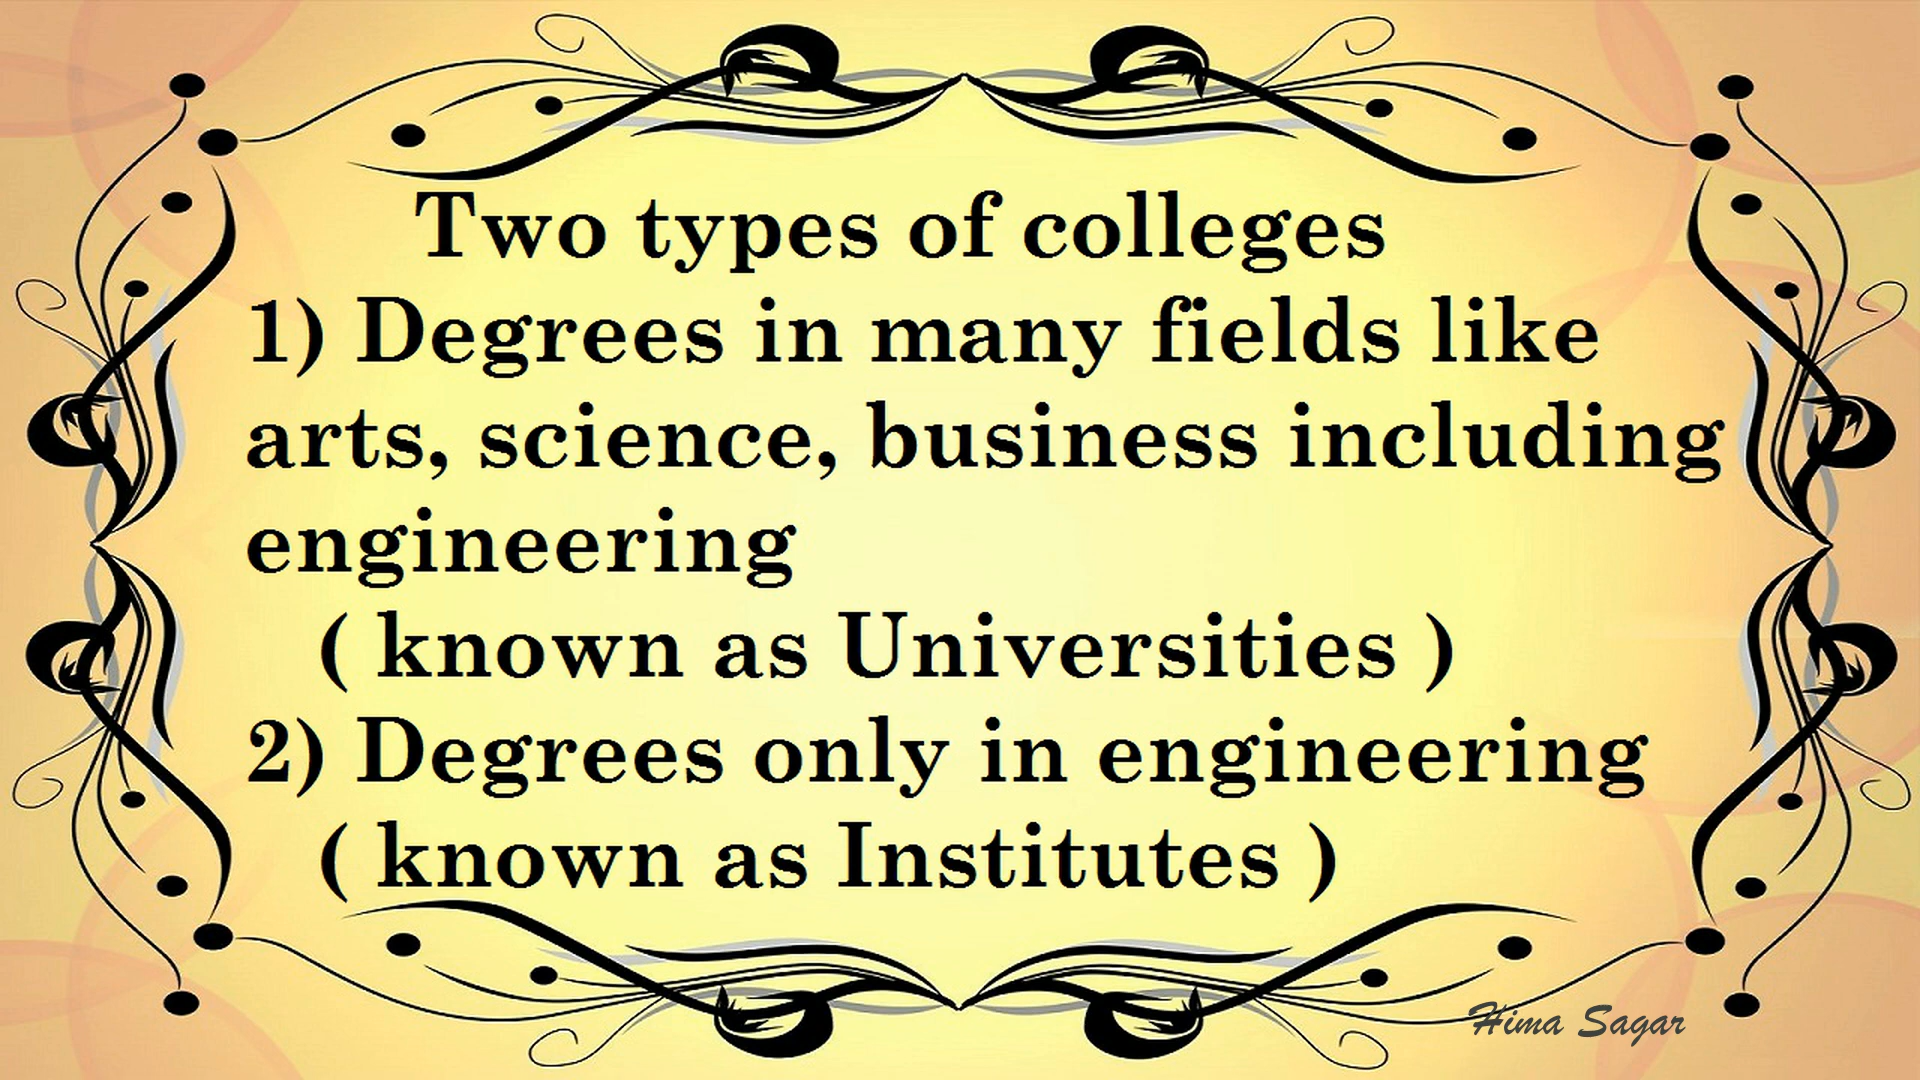 Two types of colleges
1) Degrees in many fields like
arts, science, business including
engineering
( known as Universities )
2) Degrees only in engineering
( known as Institutes )
Hima Sagar